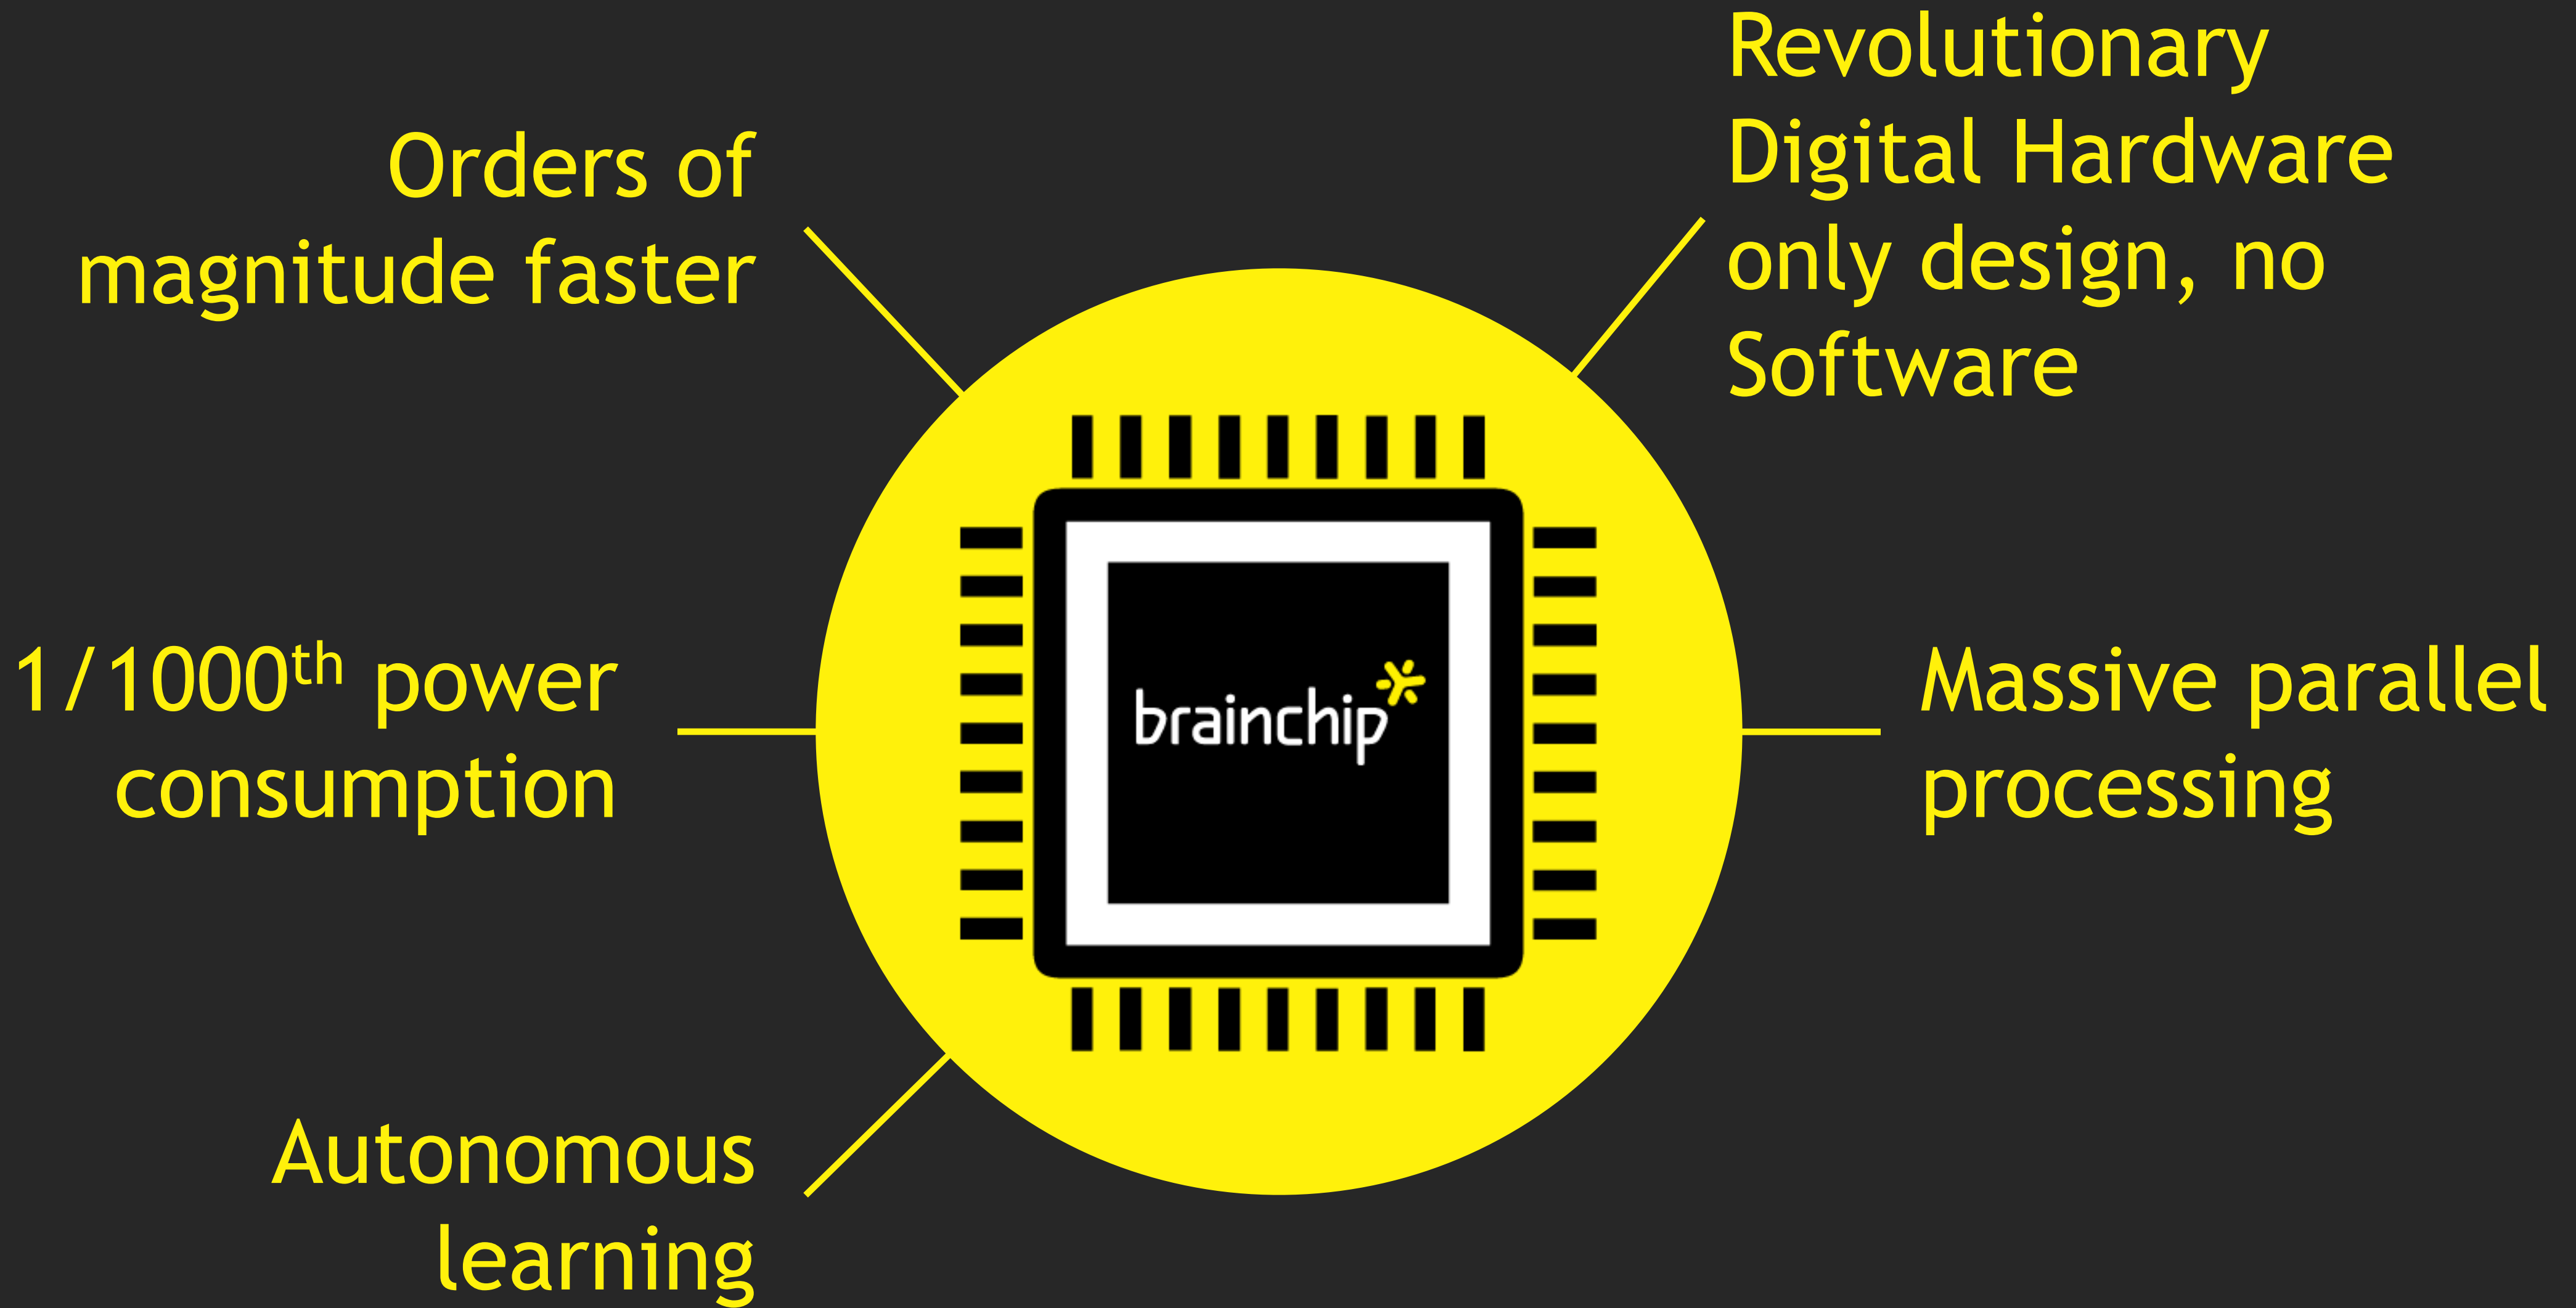 Orders of
magnitude faster
Revolutionary
Digital Hardware
only design, no
Software
1/1000th power
consumption
brainchip
Massive parallel
processing
Autonomous
learning